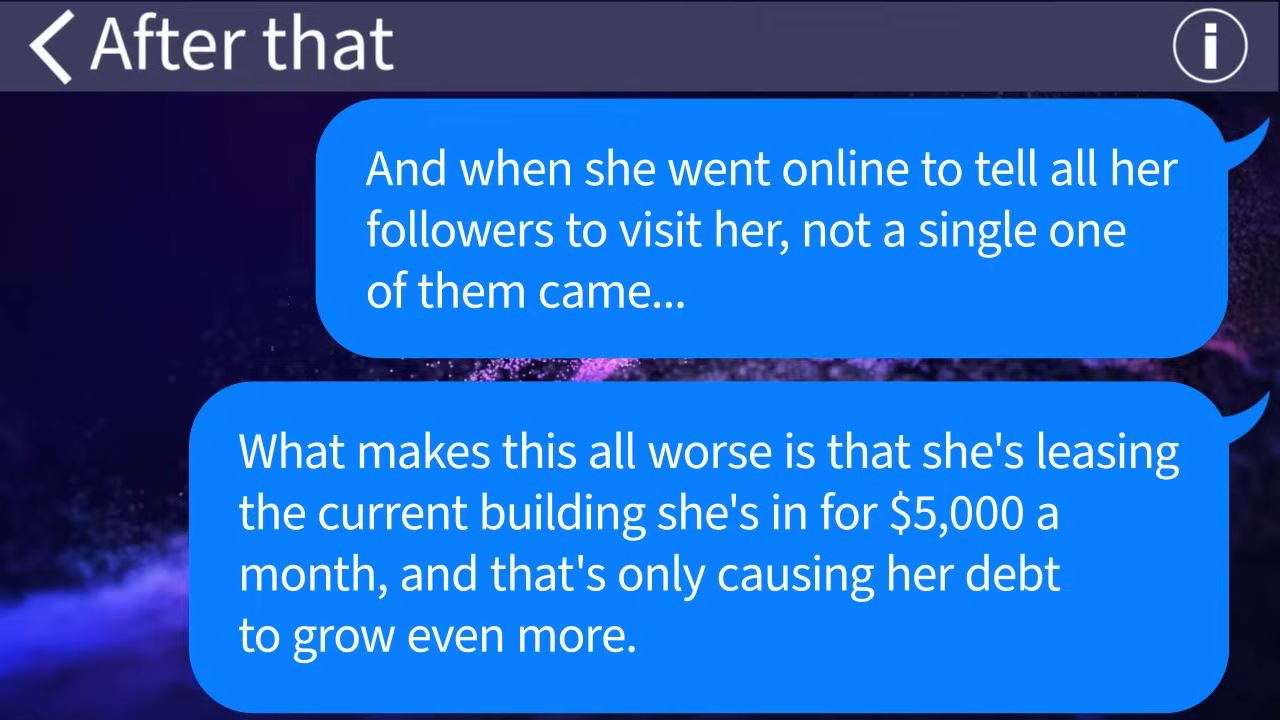 After that
And when she went online to tell all her
followers to visit her, not a single one
of them came...
What makes this all worse is that she's leasing
the current building she's in for $5,000 a
month, and that's only causing her debt
to grow even more.